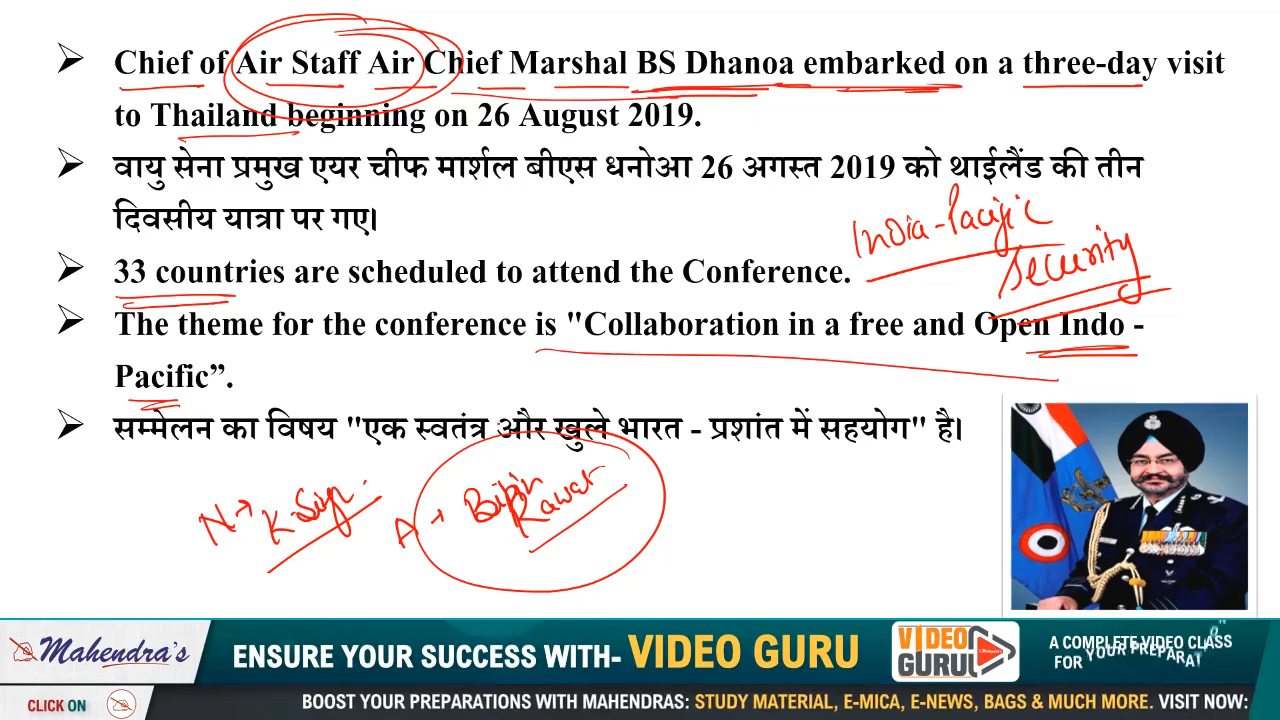 Chief of Air Staff Air Chief Marshal BS Dhanoa embarked on a three-day visit
to Thailand beginning on 26 August 2019.
वायु सेना प्रमुख एयर चीफ मार्शल बीएस धनोआ 26 अगस्त 2019 को थाईलैंड की तीन
दिवसीय यात्रा पर गए।
India-Pacific
Security
33 countries are scheduled to attend the Conference.
The theme for the conference is "Collaboration in a free and Open Indo -
Pacific”.
सम्मेलन का विषय "एक स्वतंत्र और खुले भारत - प्रशांत में सहयोग" है।
N→ K.
A → Bipin
Rawat
Mahendra's
ENSURE YOUR SUCCESS WITH- VIDEO GURU
VIDEO
GURU
A COMPLETE VIDEO CLASS
FOR YOUR PREPARAT
CLICK ON
BOOST YOUR PREPARATIONS WITH MAHENDRAS: STUDY MATERIAL, E-MICA, E-NEWS, BAGS & MUCH MORE. VISIT NOW: